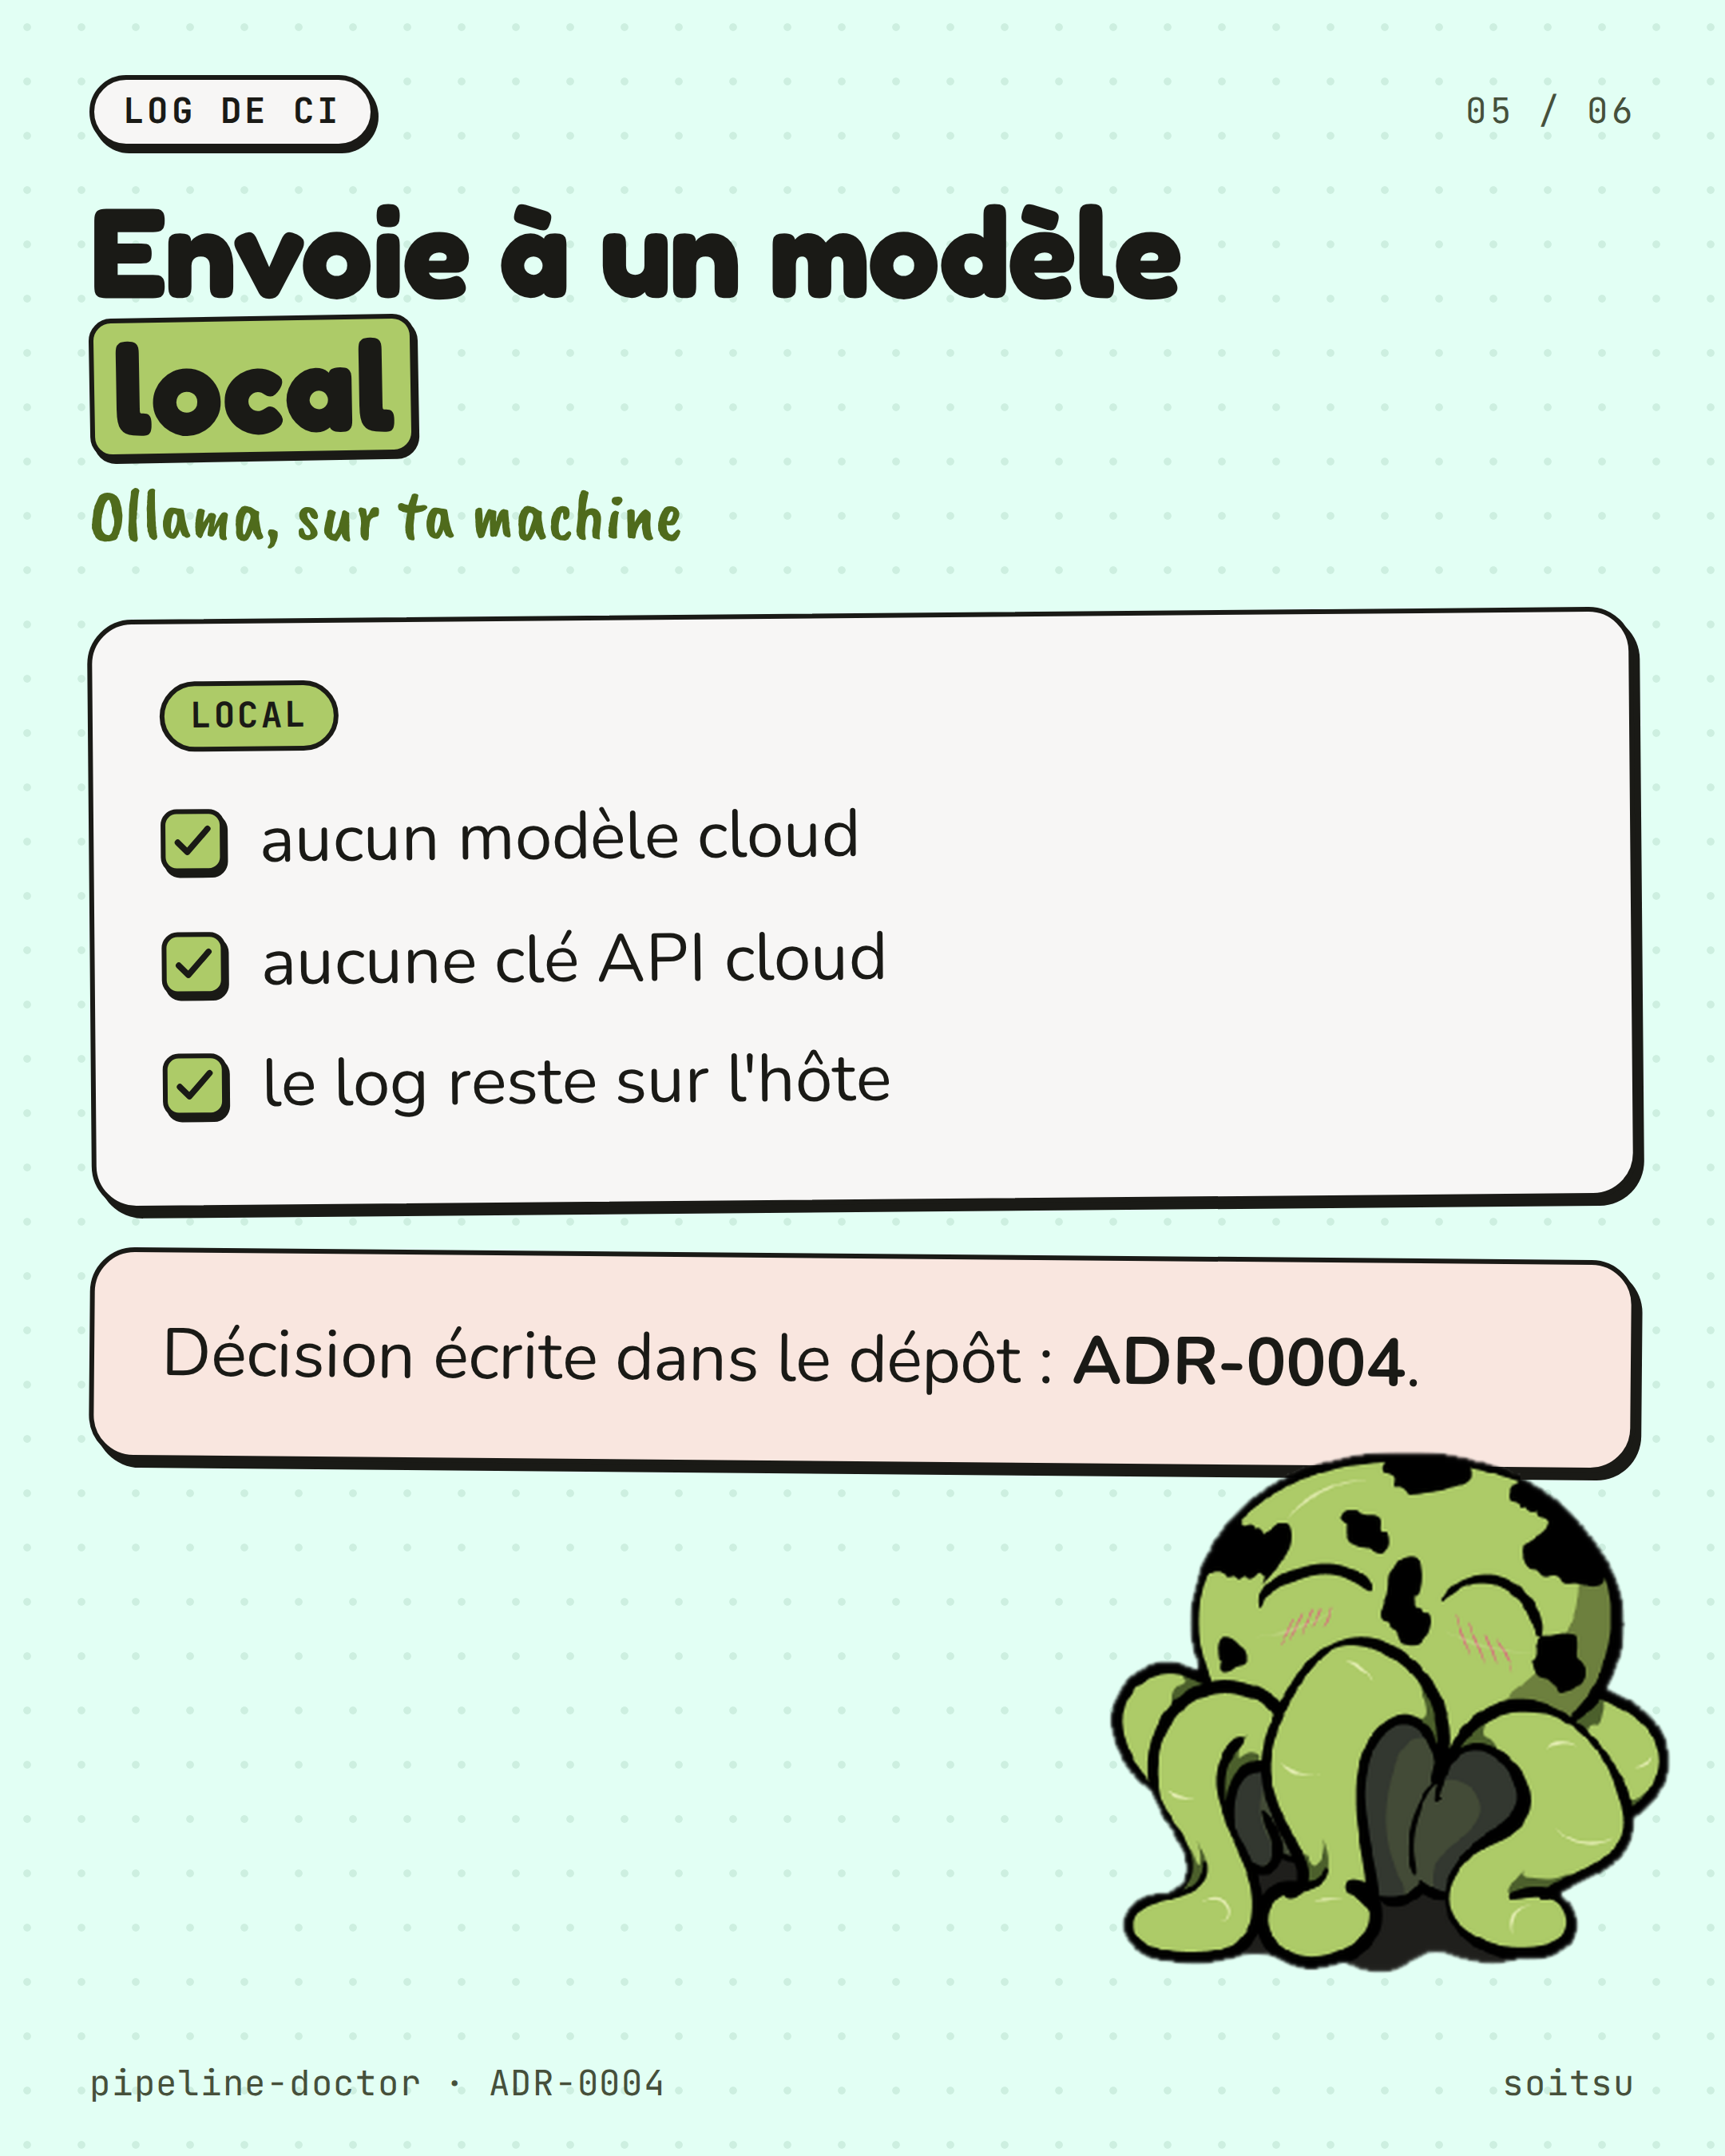 LOG DE CI
05 / 06
Envoie à un modèle
local
Ollama, sur ta machine
LOCAL
aucun modèle cloud
aucune clé API cloud
le log reste sur l'hôte
Décision écrite dans le dépôt : ADR-0004.
pipeline-doctor · ADR-0004
soitsu